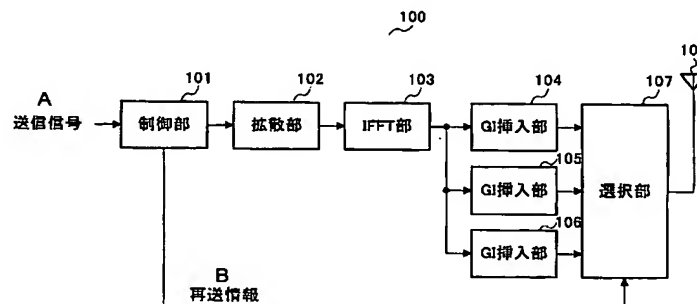 100
101
102
103
104
107
10
A
送信信号
制御部
拡散部
IFFT部
GI挿入部
105
GI挿入部
選択部
106
GI挿入部
B
再送情報